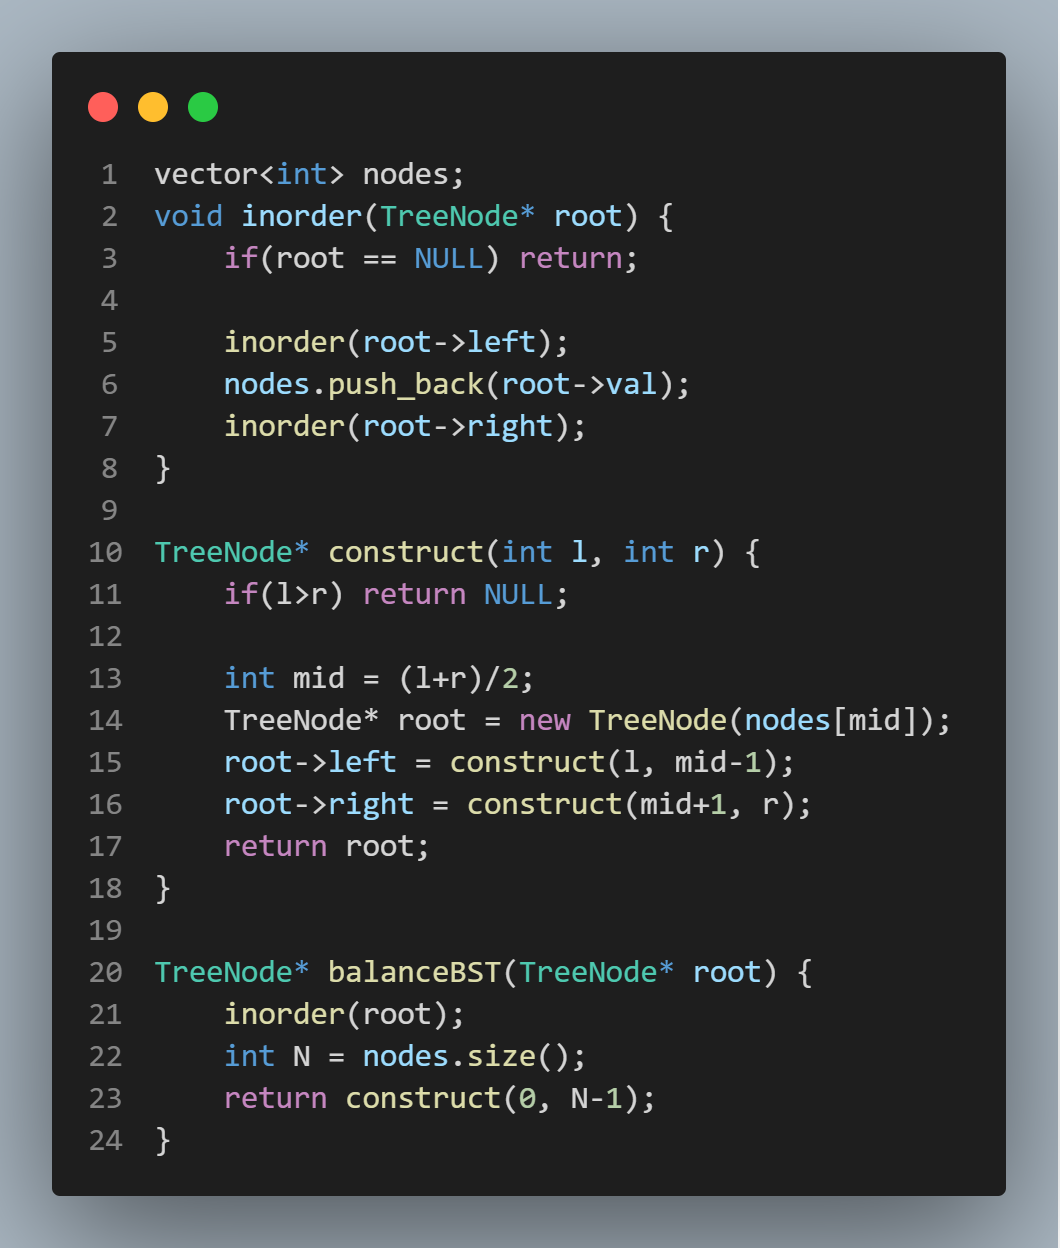 1 vector<int> nodes;
2 void inorder(TreeNode* root) {
3     if(root == NULL) return;
4
5     inorder(root->left);
6     nodes.push_back(root->val);
7     inorder(root->right);
8 }
9
10 TreeNode* construct(int l, int r) {
11     if(l>r) return NULL;
12
13     int mid = (l+r)/2;
14     TreeNode* root = new TreeNode(nodes[mid]);
15     root->left = construct(l, mid-1);
16     root->right = construct(mid+1, r);
17     return root;
18 }
19
20 TreeNode* balanceBST(TreeNode* root) {
21     inorder(root);
22     int N = nodes.size();
23     return construct(0, N-1);
24 }